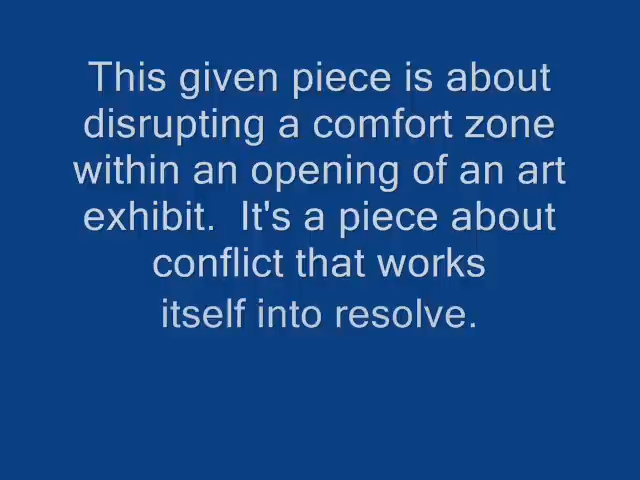 This given piece is about
disrupting a comfort zone
within an opening of an art
exhibit.  It's a piece about
conflict that works
itself into resolve.